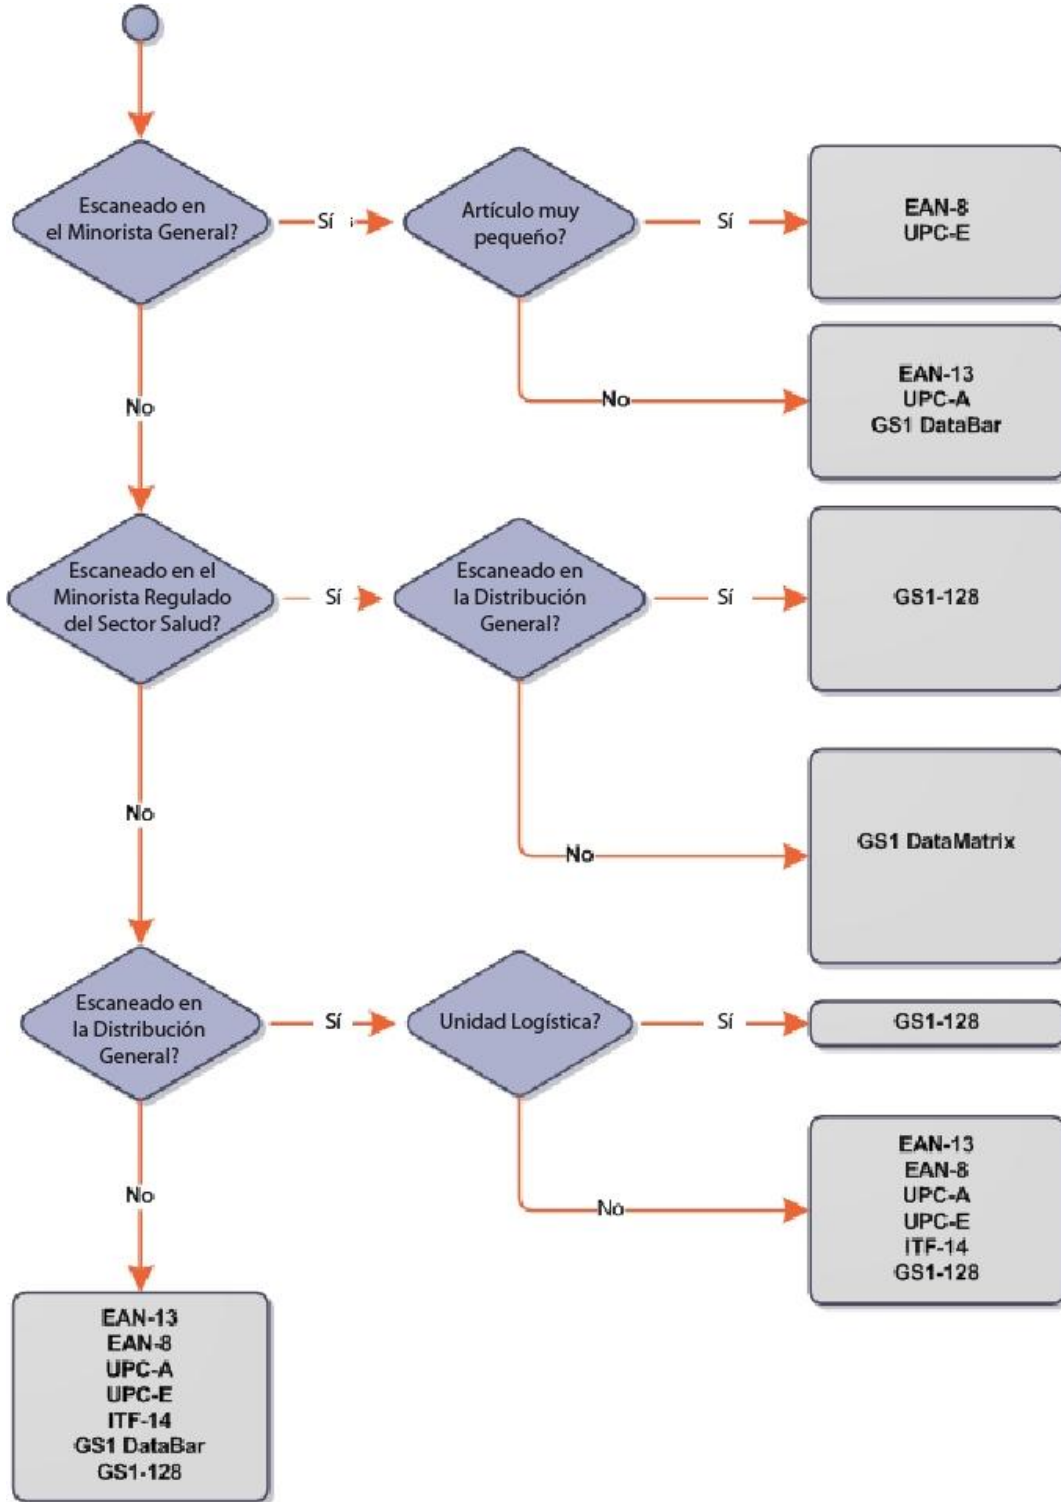 Escaneado en
el Minorista General?
Sí
Artículo muy
pequeño?
Sí
EAN-8
UPC-E
No
EAN-13
UPC-A
GS1 DataBar
No
Escaneado en el
Minorista Regulado
del Sector Salud?
Sí
Escaneado en
la Distribución
General?
Sí
GS1-128
No
GS1 DataMatrix
No
Escaneado en
la Distribución
General?
Sí
Unidad Logística?
Sí
GS1-128
No
EAN-13
EAN-8
UPC-A
UPC-E
ITF-14
GS1-128
No
EAN-13
EAN-8
UPC-A
UPC-E
ITF-14
GS1 DataBar
GS1-128